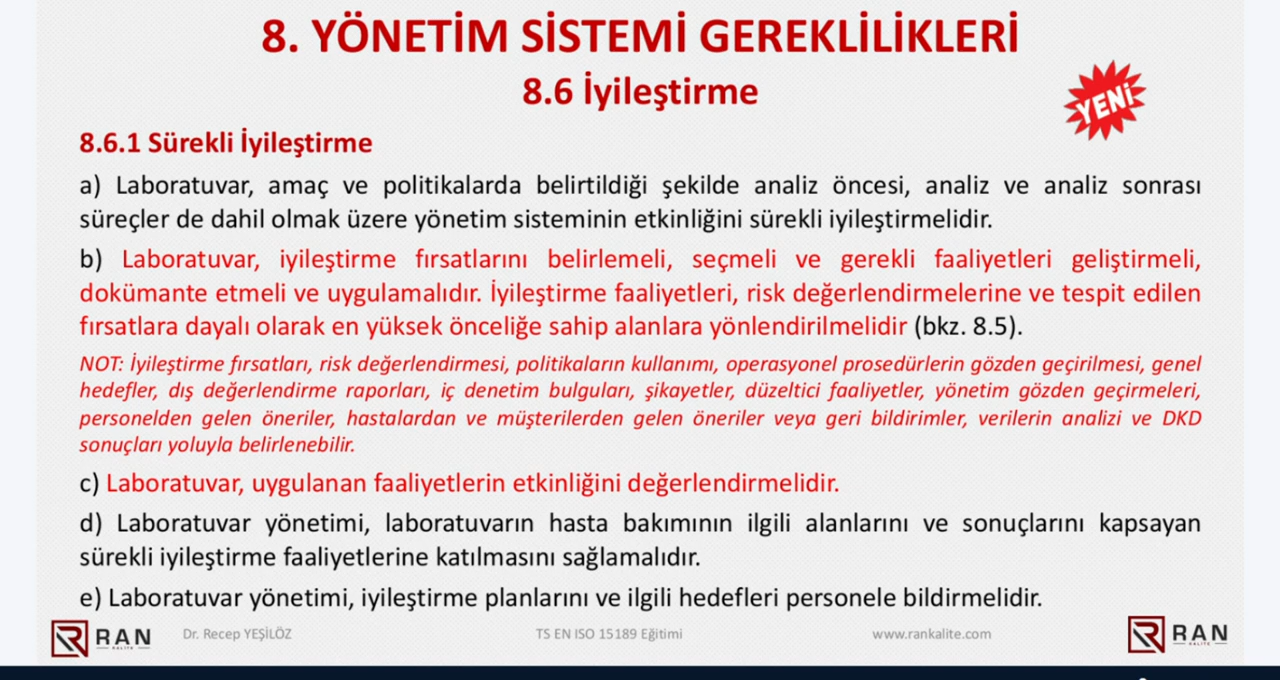 8. YÖNETİM SİSTEMİ GEREKLİLİKLERİ
8.6 İyileştirme
YENİ
8.6.1 Sürekli İyileştirme
a) Laboratuvar, amaç ve politikalarda belirtildiği şekilde analiz öncesi, analiz ve analiz sonrası
süreçler de dahil olmak üzere yönetim sisteminin etkinliğini sürekli iyileştirmelidir.
b) Laboratuvar, iyileştirme fırsatlarını belirlemeli, seçmeli ve gerekli faaliyetleri geliştirmeli,
dokümante etmeli ve uygulamalıdır. İyileştirme faaliyetleri, risk değerlendirmelerine ve tespit edilen
fırsatlara dayalı olarak en yüksek önceliğe sahip alanlara yönlendirilmelidir (bkz. 8.5).
NOT: İyileştirme fırsatları, risk değerlendirmesi, politikaların kullanımı, operasyonel prosedürlerin gözden geçirilmesi, genel
hedefler, dış değerlendirme raporları, iç denetim bulguları, şikayetler, düzeltici faaliyetler, yönetim gözden geçirmeleri,
personelden gelen öneriler, hastalardan ve müşterilerden gelen öneriler veya geri bildirimler, verilerin analizi ve DKD
sonuçları yoluyla belirlenebilir.
c) Laboratuvar, uygulanan faaliyetlerin etkinliğini değerlendirmelidir.
d) Laboratuvar yönetimi, laboratuvarın hasta bakımının ilgili alanlarını ve sonuçlarını kapsayan
sürekli iyileştirme faaliyetlerine katılmasını sağlamalıdır.
e) Laboratuvar yönetimi, iyileştirme planlarını ve ilgili hedefleri personele bildirmelidir.
RAN
KALİTE
Dr. Recep YEŞİLÖZ
TS EN ISO 15189 Eğitimi
www.rankalite.com
RAN
KALİTE